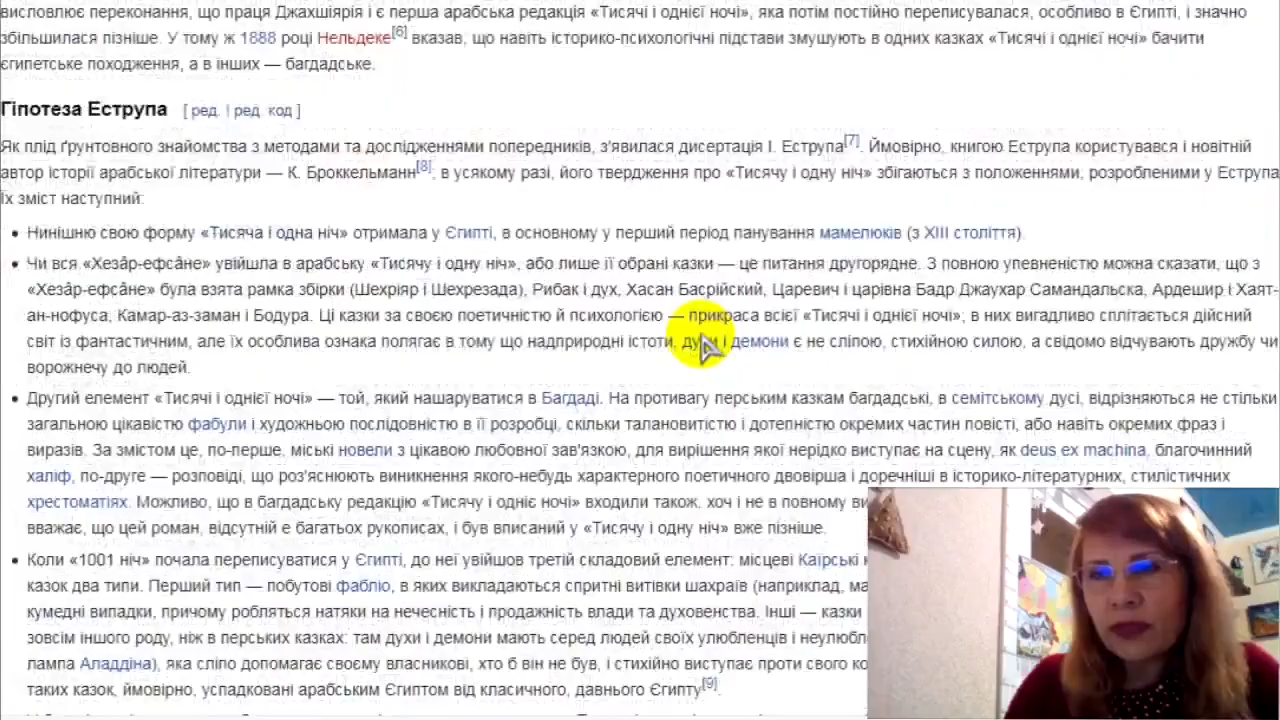 висловлює переконання, що праця Джахшіярія і є перша арабська редакція «Тисячі і однієї ночі», яка потім постійно переписувалася, особливо в Єгипті, і значно
збільшилася пізніше. У тому ж 1888 році Нельдеке[6] вказав, що навіть історико-психологічні підстави змушують в одних казках «Тисячі і однієї ночі» бачити
єгипетське походження, а в інших — багдадське.
Гіпотеза Еструпа [ ред. | ред. код ]
Як плід ґрунтовного знайомства з методами та дослідженнями попередників, з'явилася дисертація І. Еструпа[7]. Ймовірно, книгою Еструпа користувався і новітній
автор історії арабської літератури — К. Броккельманн[8]; в усякому разі, його твердження про «Тисячу і одну ніч» збігаються з положеннями, розробленими у Еструпа
Їх зміст наступний:
• Нинішню свою форму «Тисяча і одна ніч» отримала у Єгипті, в основному у перший період панування мамелюків (з XIII століття).
• Чи вся «Хеза̂р-ефса̂не» увійшла в арабську «Тисячу і одну ніч», або лише її обрані казки — це питання другорядне. З повною упевненістю можна сказати, що з
«Хеза̂р-ефса̂не» була взята рамка збірки (Шехріяр і Шехрезада), Рибак і дух, Хасан Басрійский, Царевич і царівна Бадр Джаухар Самандальська, Ардешир і Хаят-
ан-нофуса, Камар-аз-заман і Бодура. Ці казки за своєю поетичністю й психологією — прикраса всієї «Тисячі і однієї ночі»; в них вигадливо сплітається дійсний
світ із фантастичним, але їх особлива ознака полягає в тому що надприродні істоти, духи і демони є не сліпою, стихійною силою, а свідомо відчувають дружбу чи
ворожнечу до людей.
• Другий елемент «Тисячі і однієї ночі» — той, який нашаруватися в Багдаді. На противагу перським казкам багдадські, в семітському дусі, відрізняються не стільки
загальною цікавістю фабули і художньою послідовністю в її розробці, скільки талановитістю і дотепністю окремих частин повісті, або навіть окремих фраз і
виразів. За змістом це, по-перше, міські новели з цікавою любовної зав'язкою, для вирішення якої нерідко виступає на сцену, як deus ex machina, благочинний
халіф, по-друге — розповіді, що роз'яснюють виникнення якого-небудь характерного поетичного двовірша і доречніші в історико-літературних, стилістичних
хрестоматіях. Можливо, що в багдадську редакцію «Тисячу і одніє ночі» входили також, хоч і не в повному
вважає, що цей роман, відсутній е багатьох рукописах, і був вписаний у «Тисячу і одну ніч» вже пізніше.
• Коли «1001 ніч» почала переписуватися у Єгипті, до неї увійшов третій складовий елемент: місцеві Каїрські
казок два типи. Перший тип — побутові фабліо, в яких викладаються спритні витівки шахраїв (наприклад,
кумедні випадки, причому робляться натяки на нечесність і продажність влади та духовенства. Інші — казки
зовсім іншого роду, ніж в перських казках: там духи і демони мають серед людей своїх улюбленців і
лампа Аладдіна), яка сліпо допомагає своєму власникові, хто б він не був, і стихійно виступає проти свого
таких казок, ймовірно, успадковані арабським Єгиптом від класичного, давнього Єгипту[9].